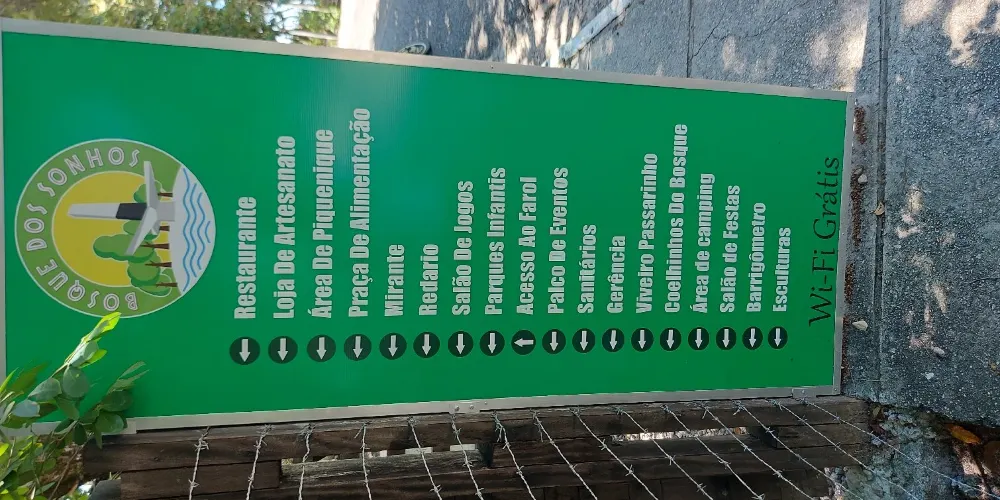 BOSQUE DOS SONHOS
Restaurante
Loja De Artesanato
Área De Piquenique
Praça De Alimentação
Mirante
Redario
Salão De Jogos
Parques Infantis
Acesso Ao Farol
Palco De Eventos
Sanitários
Gerência
Viveiro Passarinho
Coelhinhos Do Bosque
Área de camping
Salão de Festas
Barrigômetro
Esculturas
Wi-Fi Grátis